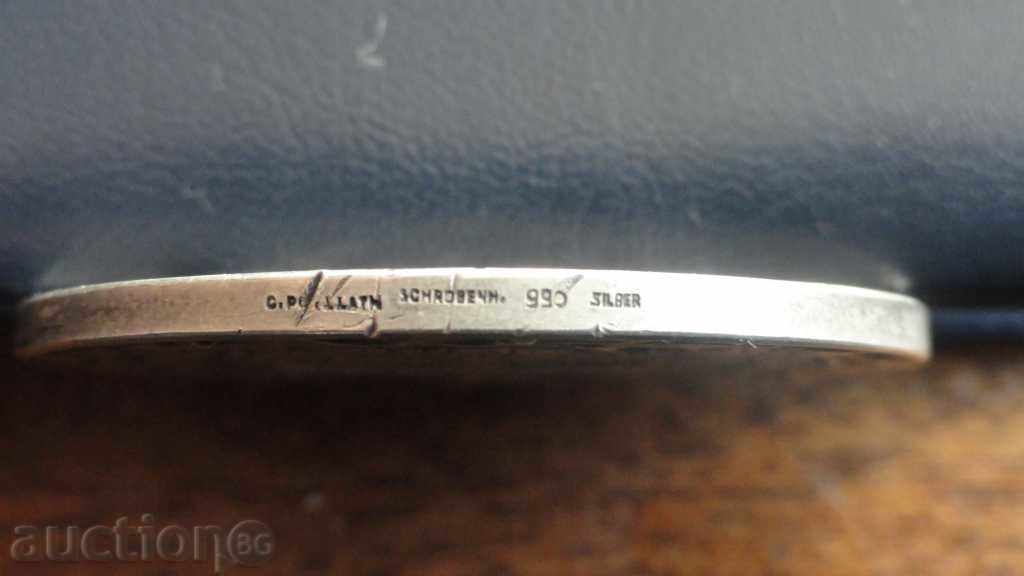 SCHROBENH. 990 SILBER
auctionBG